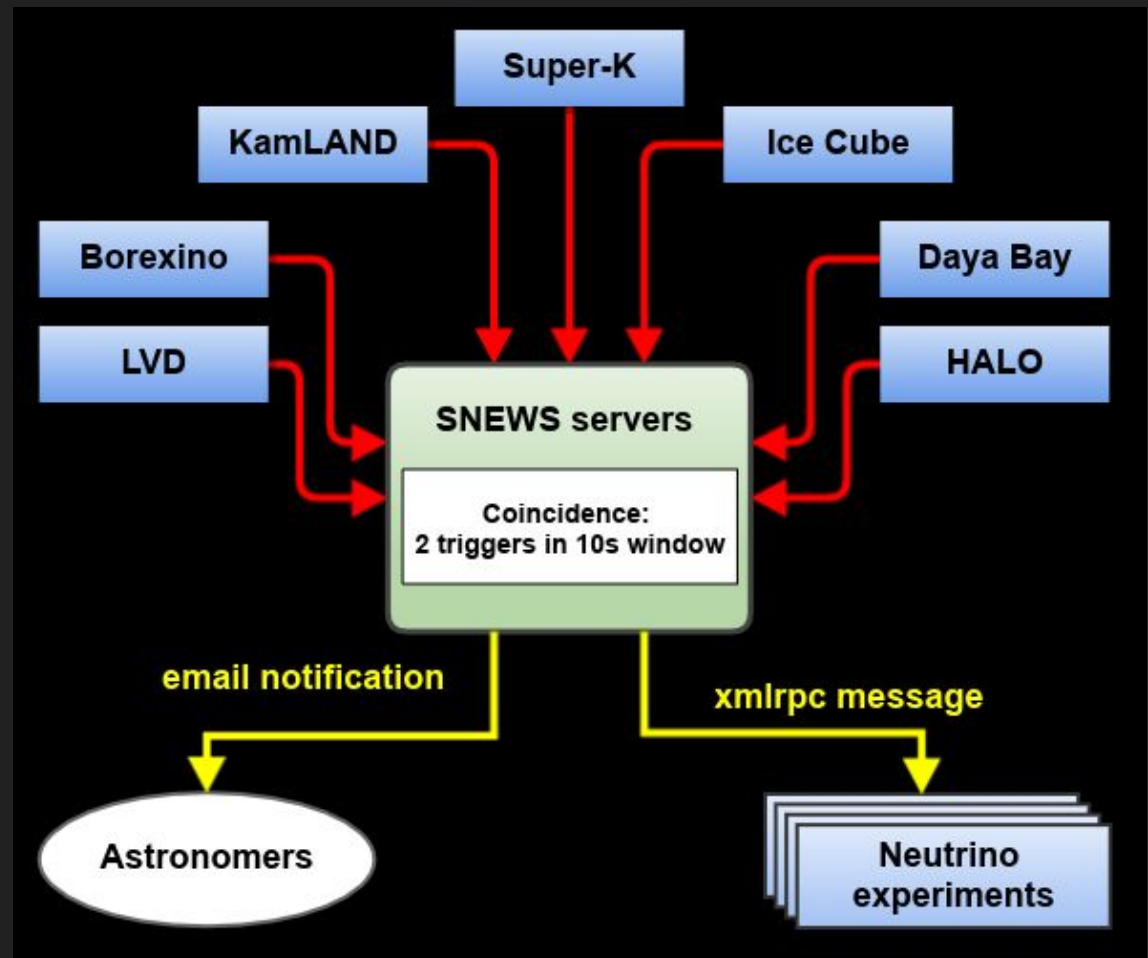 Super-K
KamLAND
Ice Cube
Borexino
Daya Bay
LVD
HALO
SNEWS servers
Coincidence:
2 triggers in 10s window
email notification
xmlrpc message
Astronomers
Neutrino
experiments